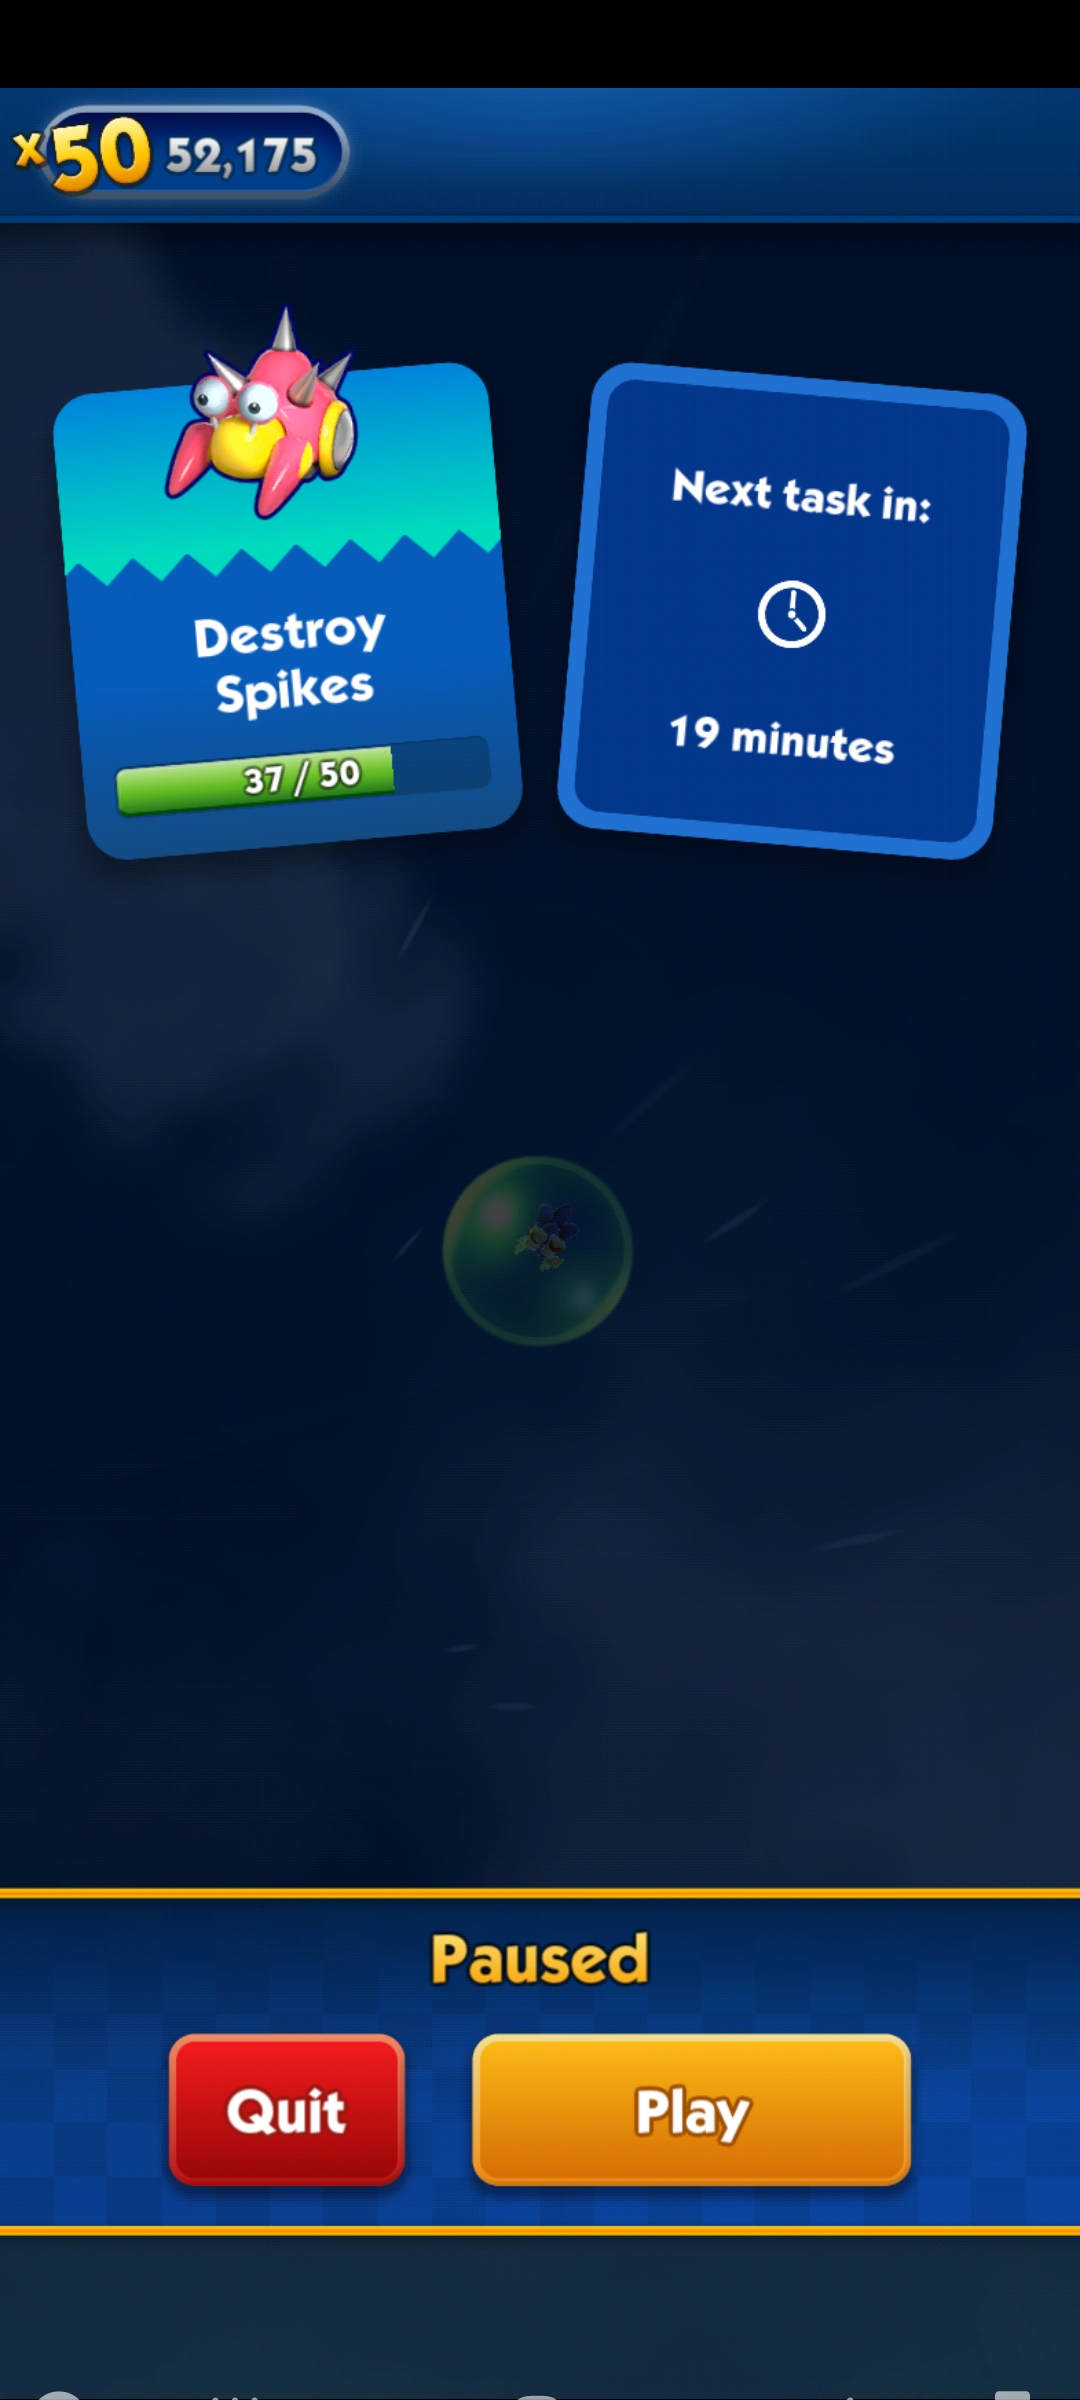 x50 52,175
Destroy
Spikes
37 / 50
Next task in:
19 minutes
Paused
Quit
Play